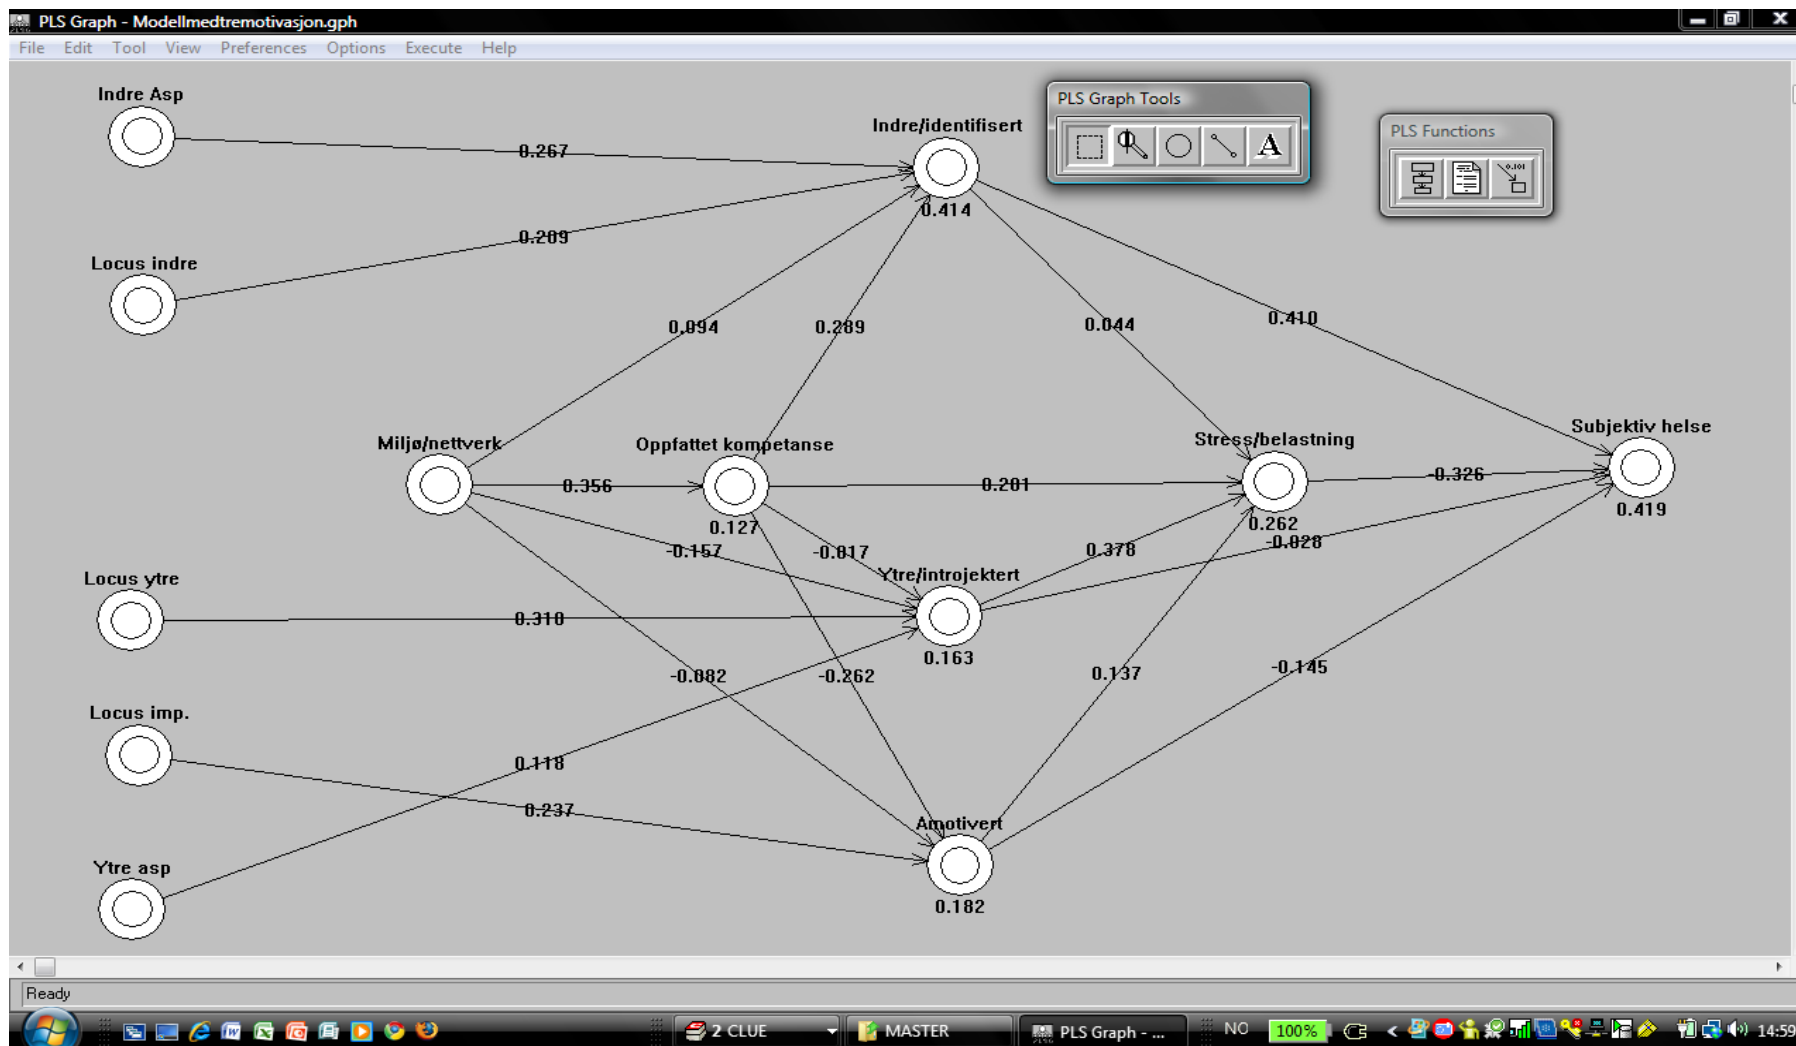 PLS Graph - Modellmedtremotivasjon.gph
File Edit Tool View Preferences Options Execute Help
Indre Asp
PLS Graph Tools
A
Indre/identifisert
PLS Functions
0.101
0.267
0.414
0.209
Locus indre
0.094
0.289
0.044
0.410
Miljø/nettverk
Oppfattet kompetanse
Stress/belastning
Subjektiv helse
0.356
0.201
-0.326
0.127
0.262
0.419
-0.157
-0.017
0.378
-0.028
Locus ytre
Ytre/introjektert
0.310
0.163
-0.082
-0.262
0.137
-0.145
Locus imp.
0.118
0.237
Amotivert
Ytre asp
0.182
Ready
2 CLUE
MASTER
PLS Graph - ...
NO
100%
14:59